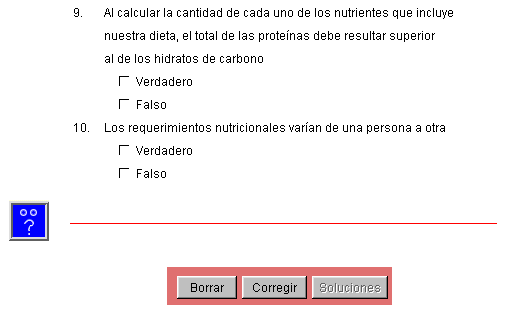 9. Al calcular la cantidad de cada uno de los nutrientes que incluye
nuestra dieta, el total de las proteínas debe resultar superior
al de los hidratos de carbono
Verdadero
Falso
10. Los requerimientos nutricionales varían de una persona a otra
Verdadero
Falso
?
Borrar Corregir Soluciones